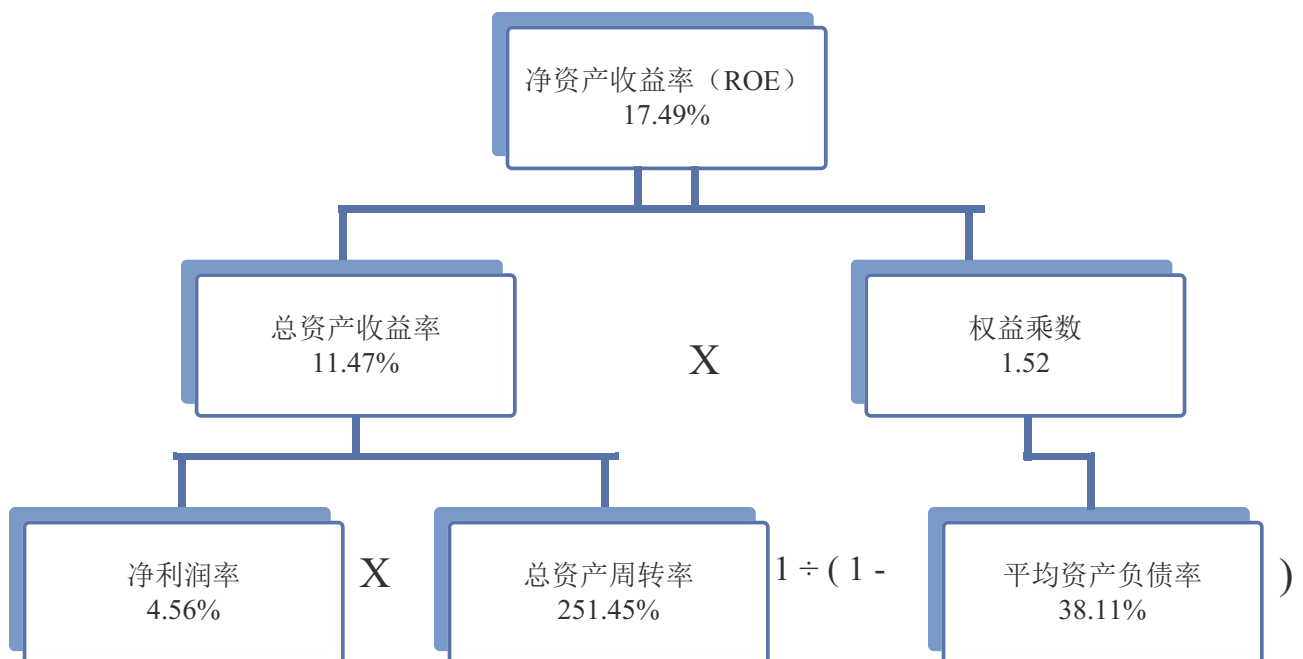 净资产收益率（ROE）
17.49%
总资产收益率
11.47%
X
权益乘数
1.52
净利润率
4.56%
X
总资产周转率
251.45%
1 ÷ ( 1 -
平均资产负债率
38.11%
)